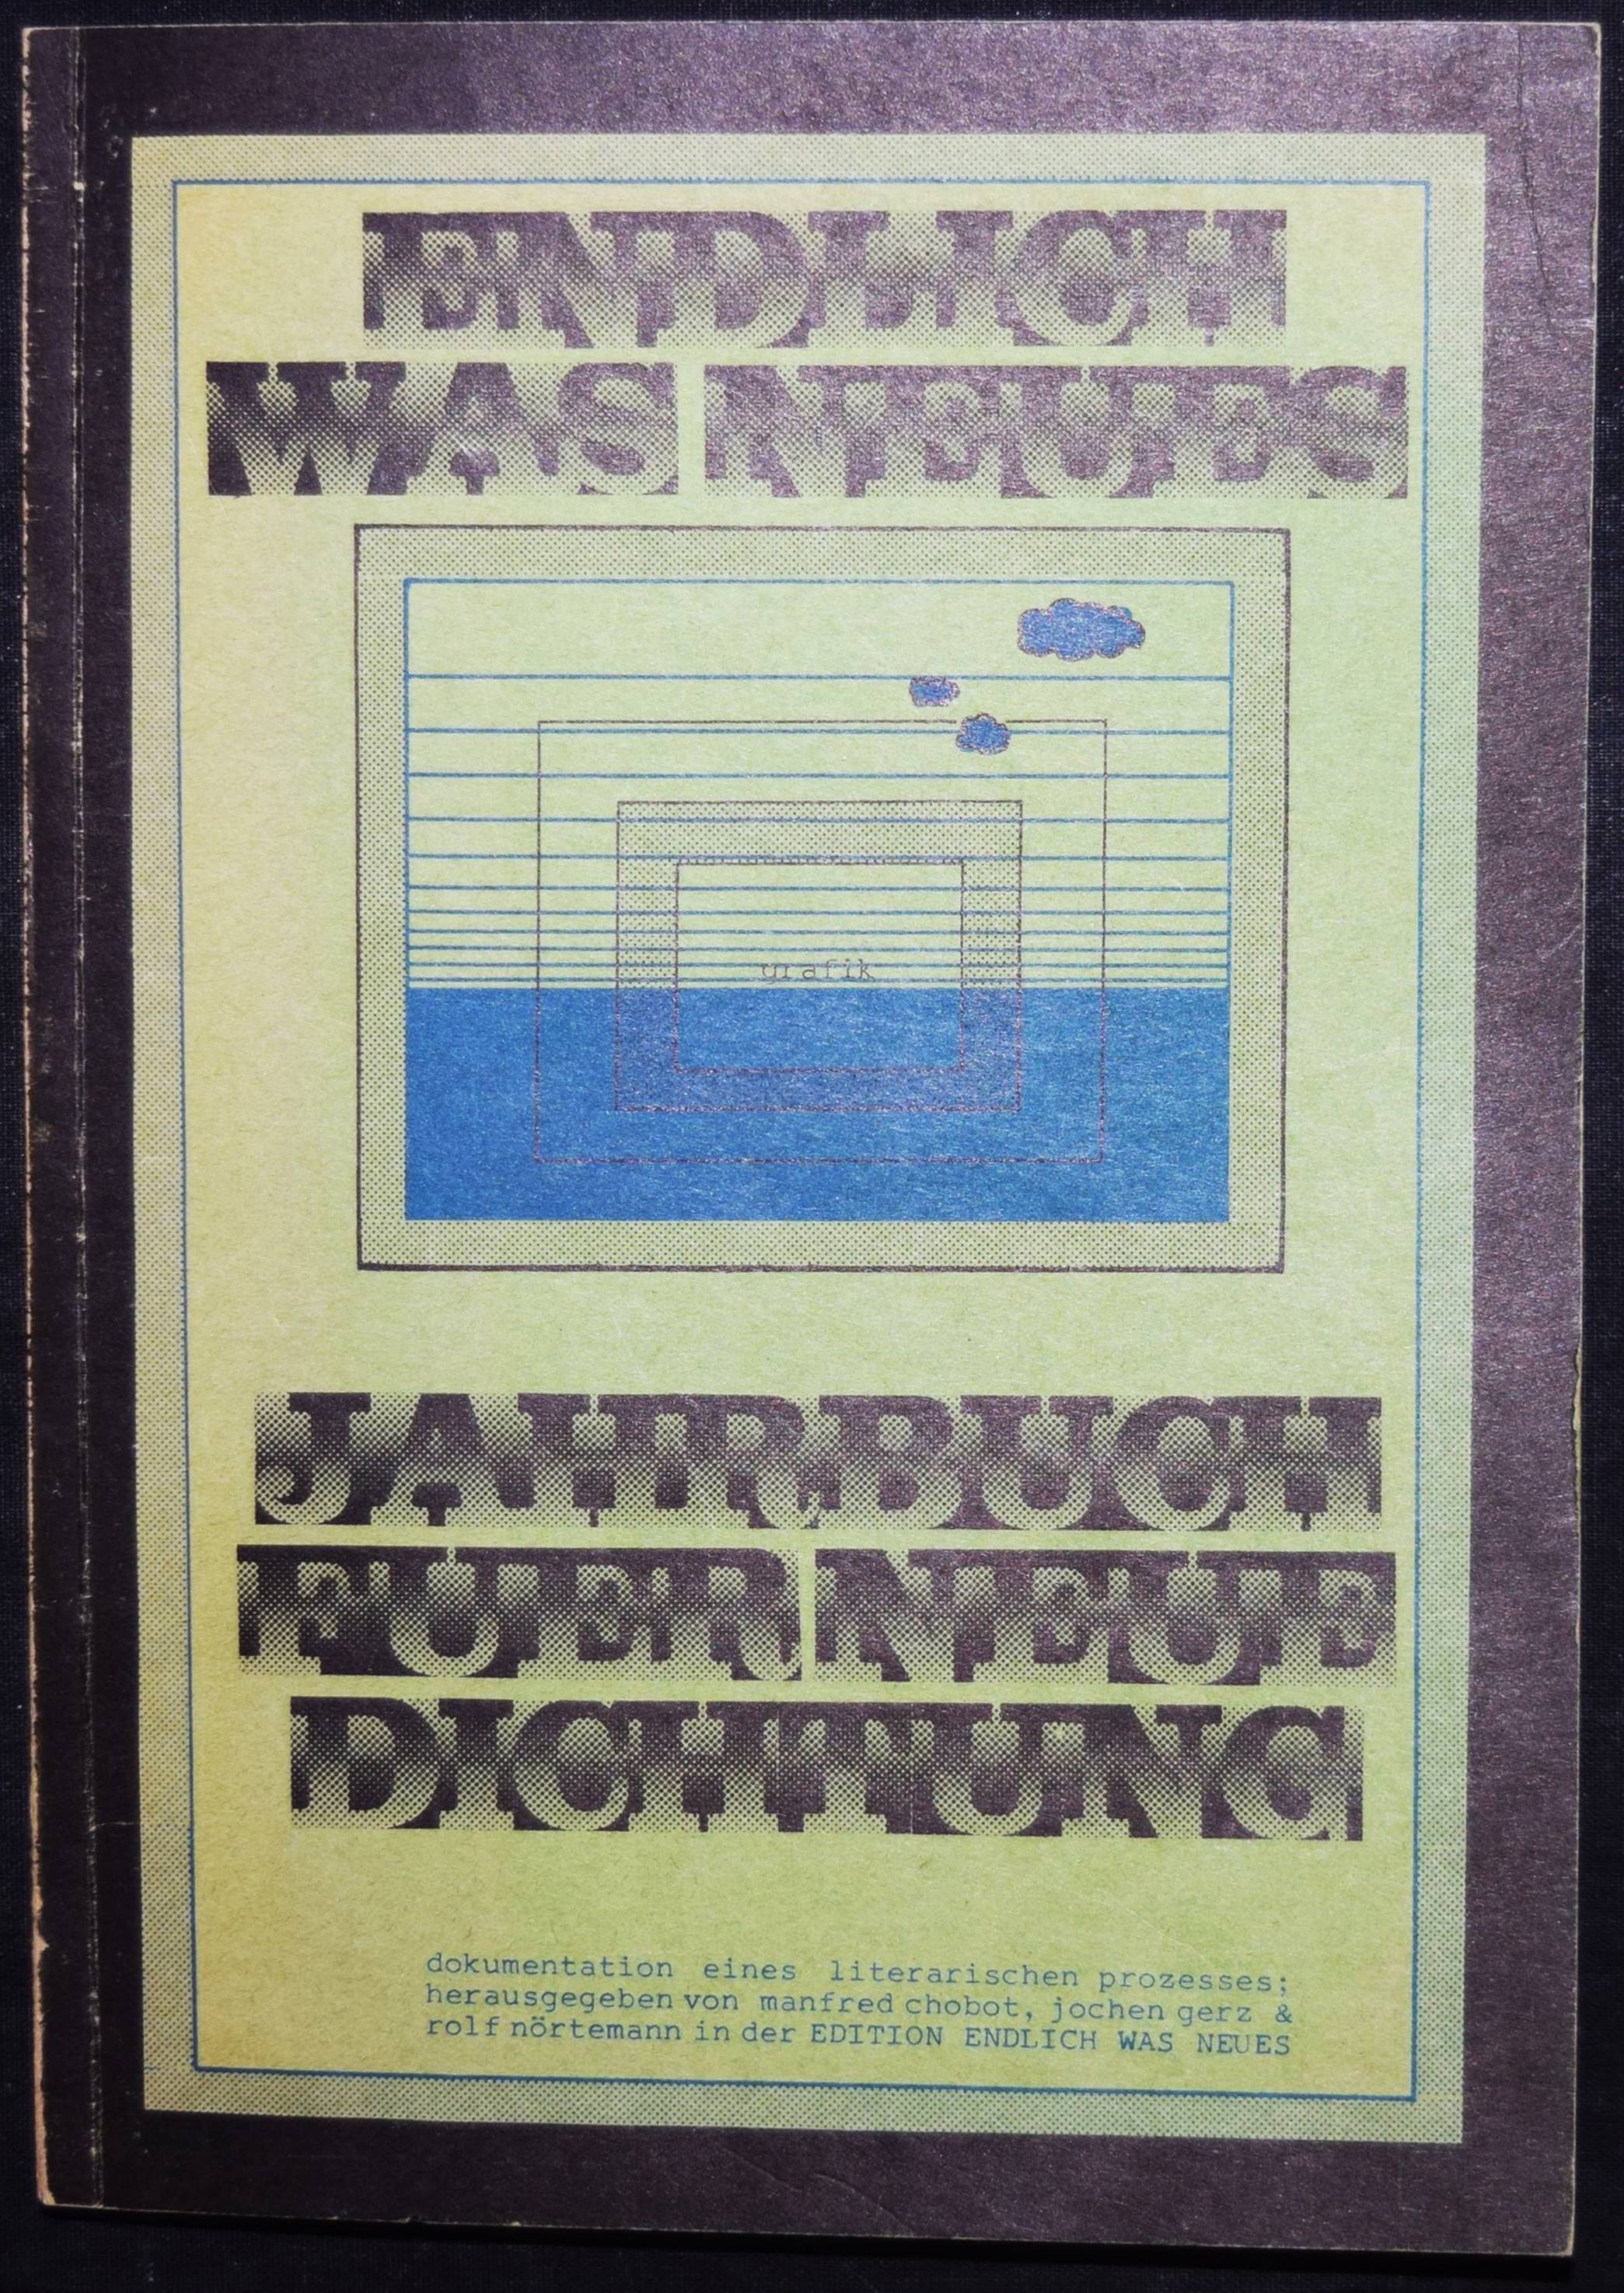 ENDLICH
WAS NEUES
grafik
JAHRBUCH
FUER NEUE
DICHTUNG
dokumentation eines literarischen prozesses;
herausgegeben von manfred chobot, jochen gerz &
rolf nörtemann in der EDITION ENDLICH WAS NEUES